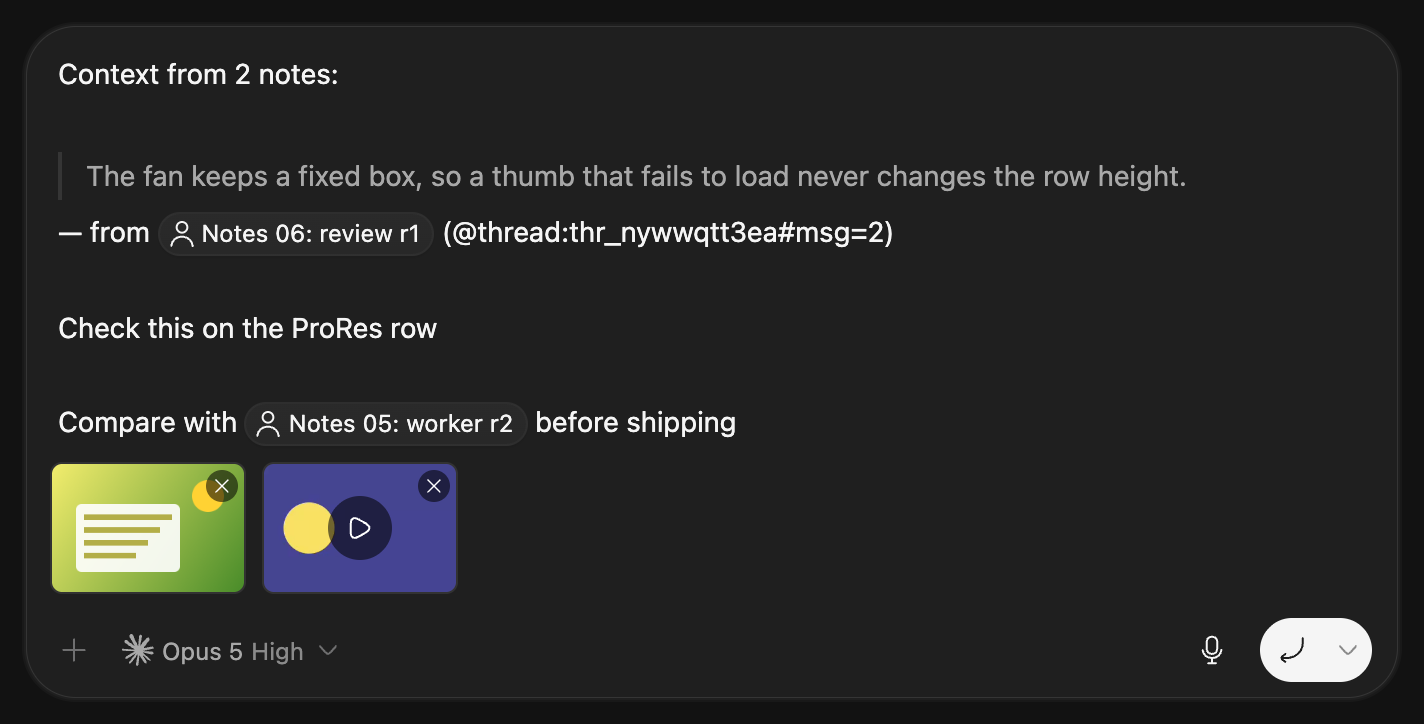 Context from 2 notes:
The fan keeps a fixed box, so a thumb that fails to load never changes the row height.
— from Notes 06: review r1 (@thread:thr_nywwqtt3ea#msg=2)
Check this on the ProRes row
Compare with Notes 05: worker r2 before shipping
Opus 5 High